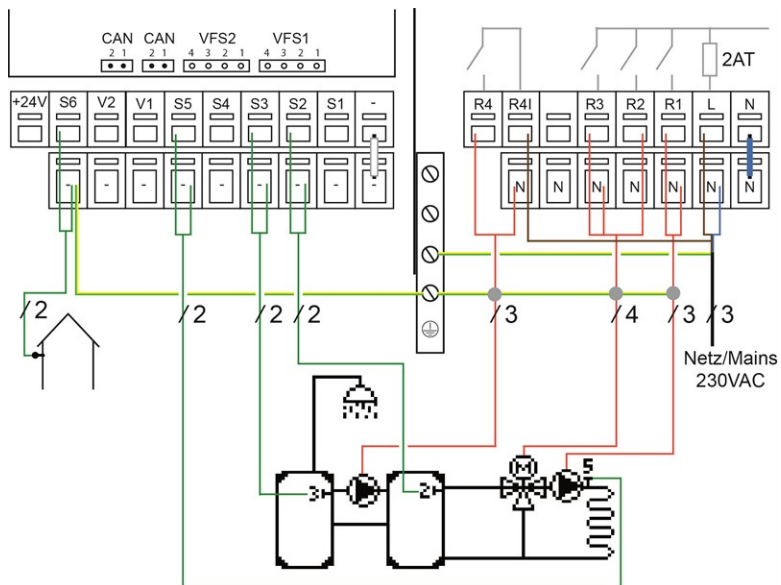 CAN CAN VFS2 VFS1
2 1 2 1 4 3 2 1 4 3 2 1
2AT
+24V S6 V2 V1 S5 S4 S3 S2 S1 - R4 R4I R3 R2 R1 L N
- - - - - - - - - N N N N N N N
/2 /2 /2 /2 /3 /4 /3 /3
Netz/Mains
230VAC
M
S
3 2